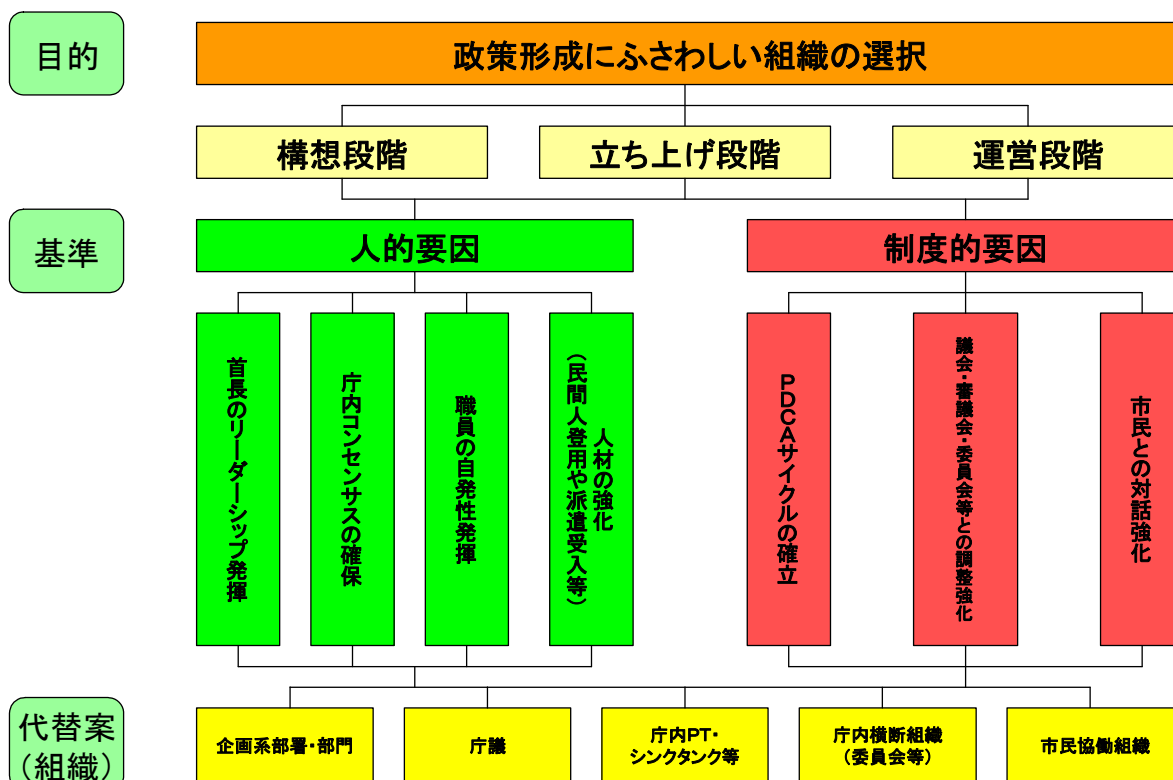 目的
政策形成にふさわしい組織の選択
構想段階
立ち上げ段階
運営段階
基準
人的要因
制度的要因
首長のリーダーシップ発揮
庁内コンセンサスの確保
職員の自発性発揮
人材の強化
（民間人登用や派遣受入等）
PDCAサイクルの確立
議会・審議会・委員会等との調整強化
市民との対話強化
代替案
（組織）
企画系部署・部門
庁議
庁内PT・
シンクタンク等
庁内横断組織
（委員会等）
市民協働組織